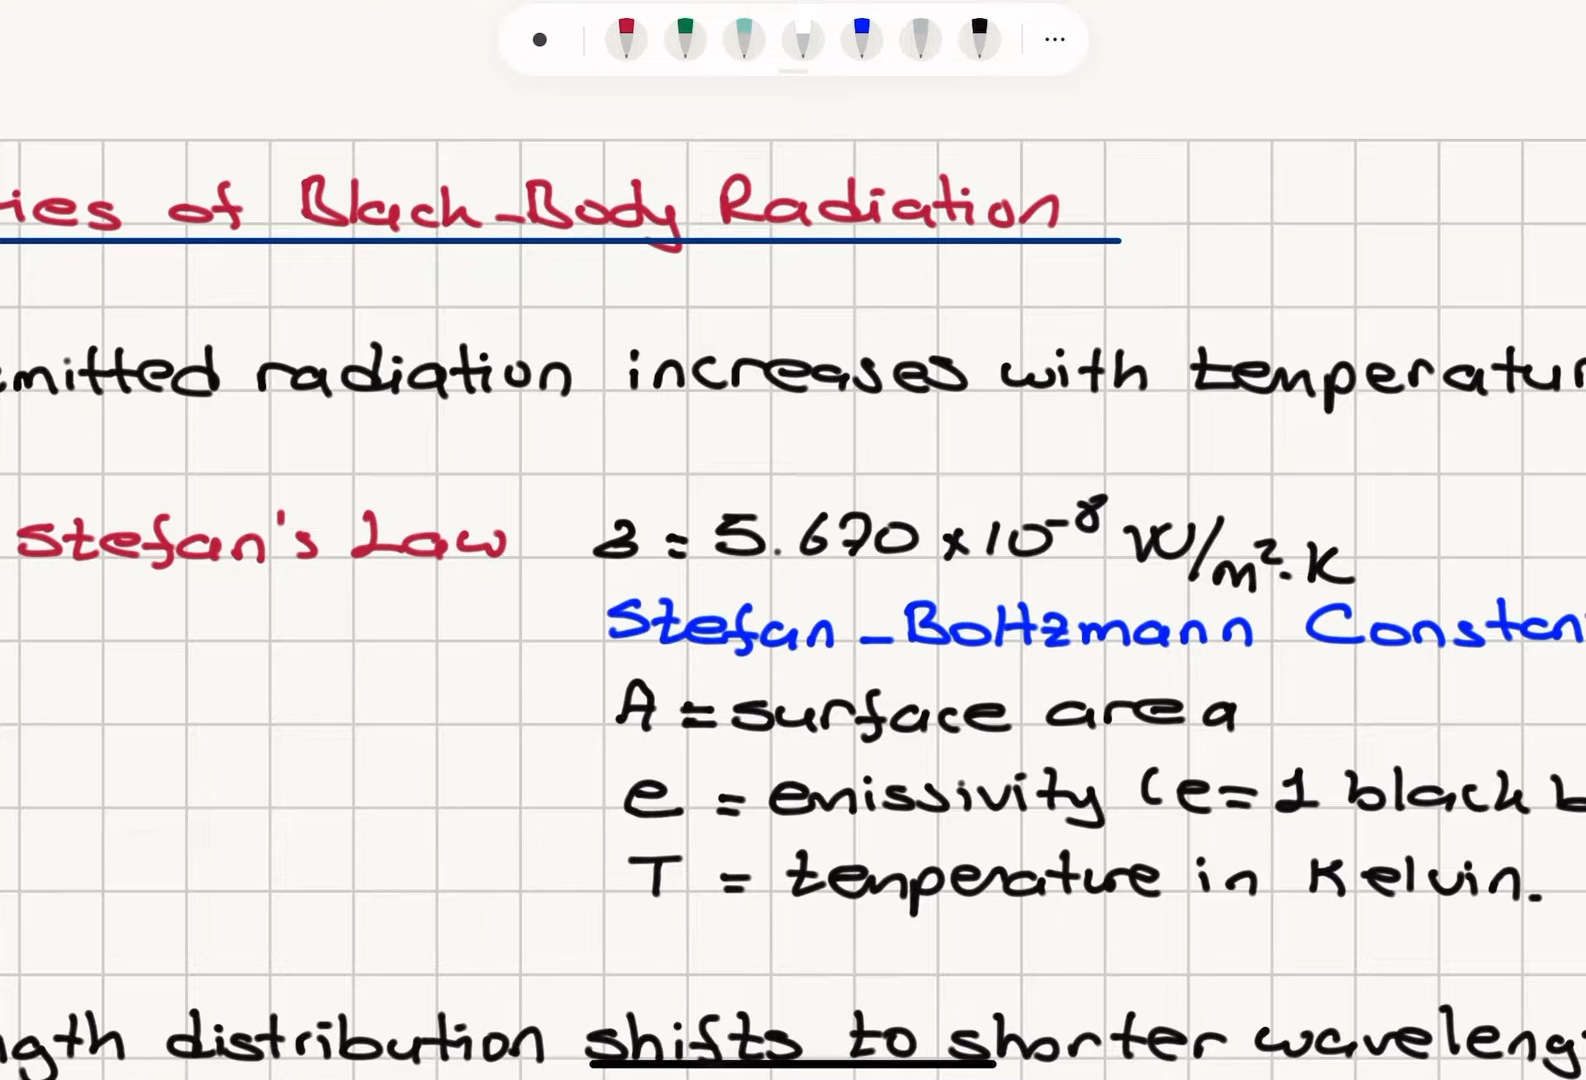 ies of Black-Body Radiation
mitted radiation increases with temperatur
Stefan's Law 3 = 5.670 x 10⁻⁸ W/m².K
Stefan-Boltzmann Constan
A = surface area
e = emissivity (e=1 black b
T = temperature in Kelvin.
gth distribution shifts to shorter waveleng